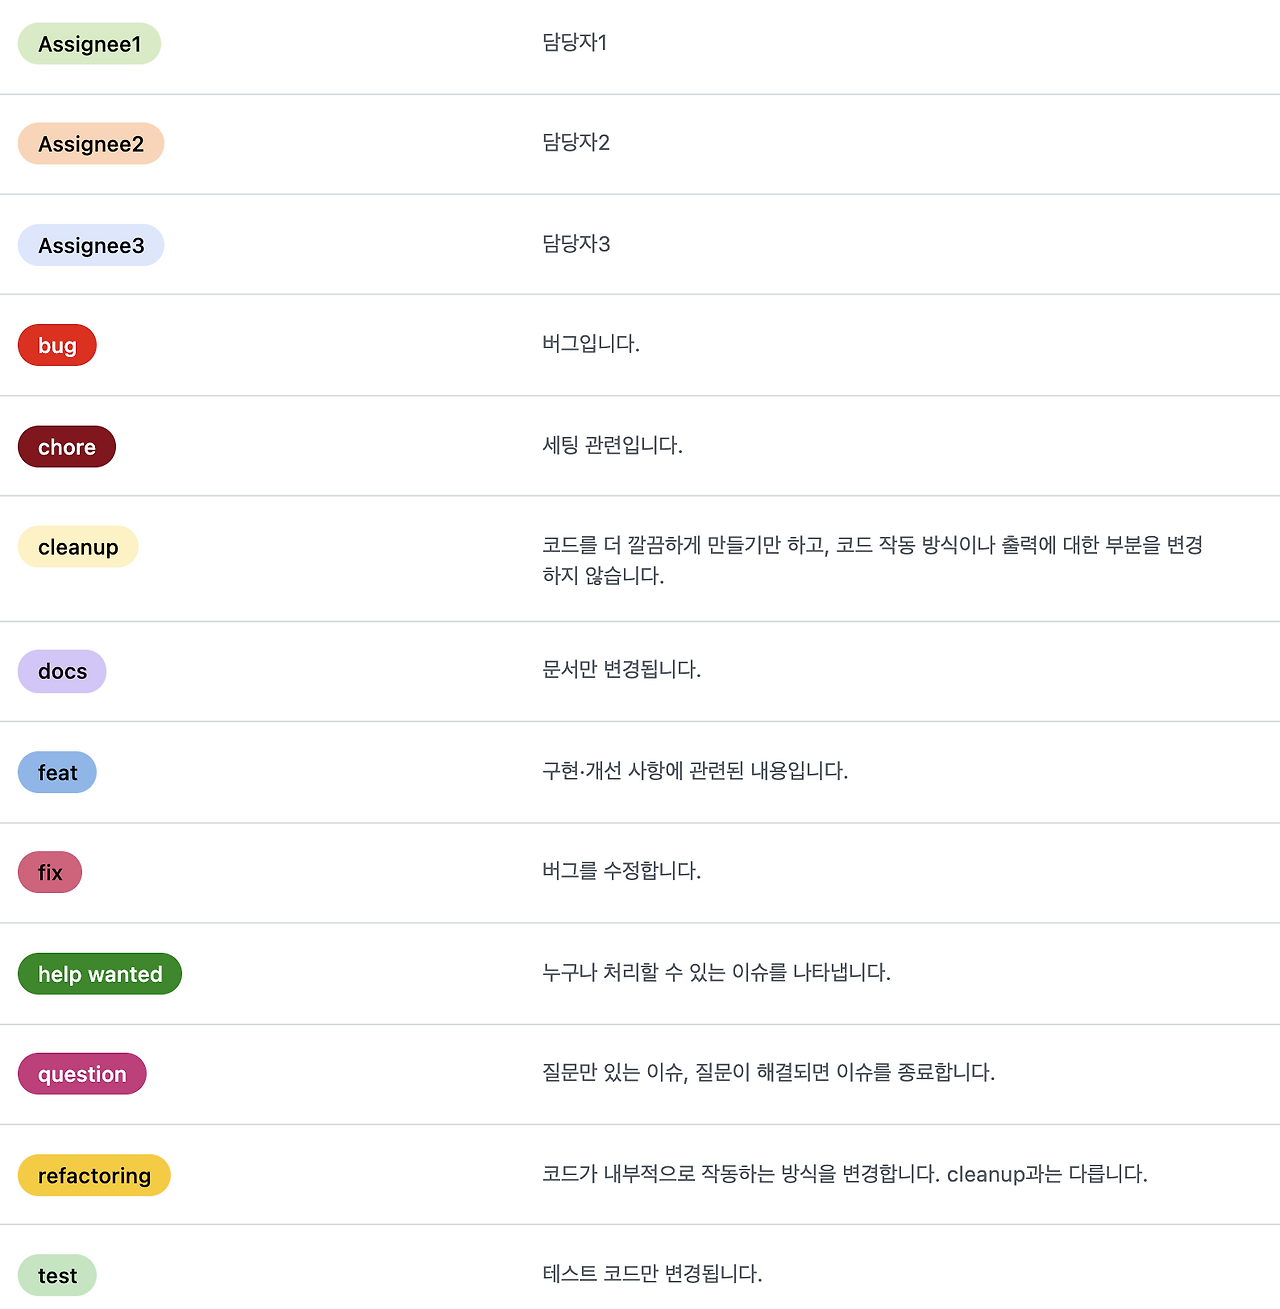 Assignee1 담당자1
Assignee2 담당자2
Assignee3 담당자3
bug 버그입니다.
chore 세팅 관련입니다.
cleanup 코드를 더 깔끔하게 만들기만 하고, 코드 작동 방식이나 출력에 대한 부분을 변경
하지 않습니다.
docs 문서만 변경됩니다.
feat 구현·개선 사항에 관련된 내용입니다.
fix 버그를 수정합니다.
help wanted 누구나 처리할 수 있는 이슈를 나타냅니다.
question 질문만 있는 이슈, 질문이 해결되면 이슈를 종료합니다.
refactoring 코드가 내부적으로 작동하는 방식을 변경합니다. cleanup과는 다릅니다.
test 테스트 코드만 변경됩니다.